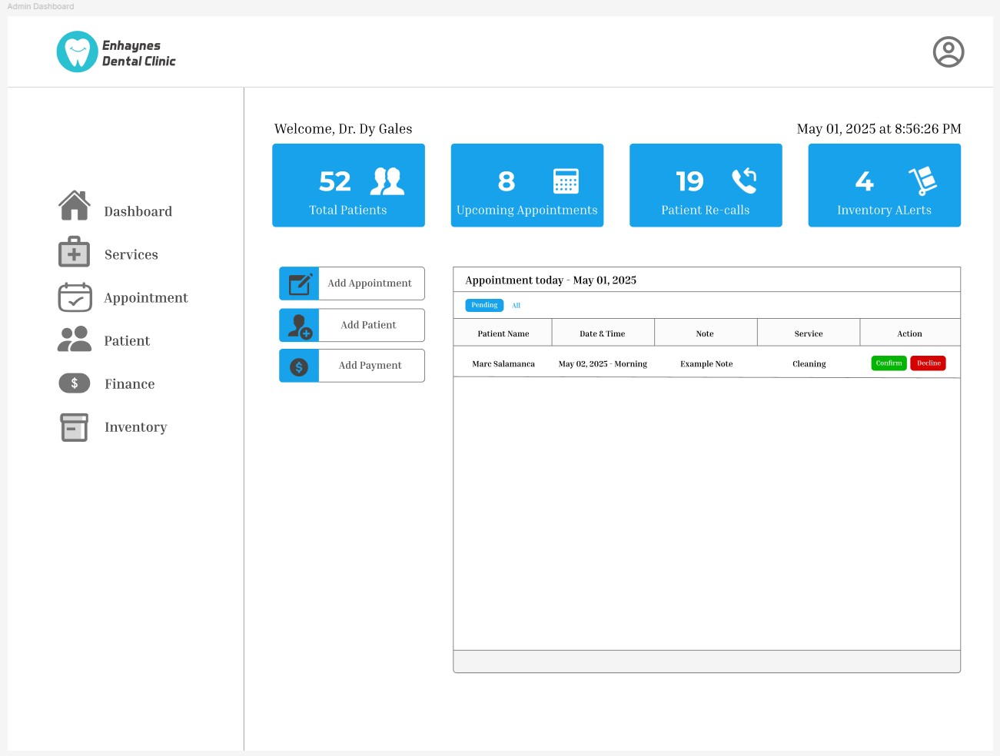 Admin Dashboard
Enhaynes
Dental Clinic
Welcome, Dr. Dy Gales
May 01, 2025 at 8:56:26 PM
52
Total Patients
8
Upcoming Appointments
19
Patient Re-calls
4
Inventory ALerts
Dashboard
Services
Appointment
Patient
$ Finance
Inventory
Add Appointment
Add Patient
$ Add Payment
Appointment today - May 01, 2025
Pending All
Patient Name Date & Time Note Service Action
Marc Salamanca May 02, 2025 - Morning Example Note Cleaning Confirm Decline